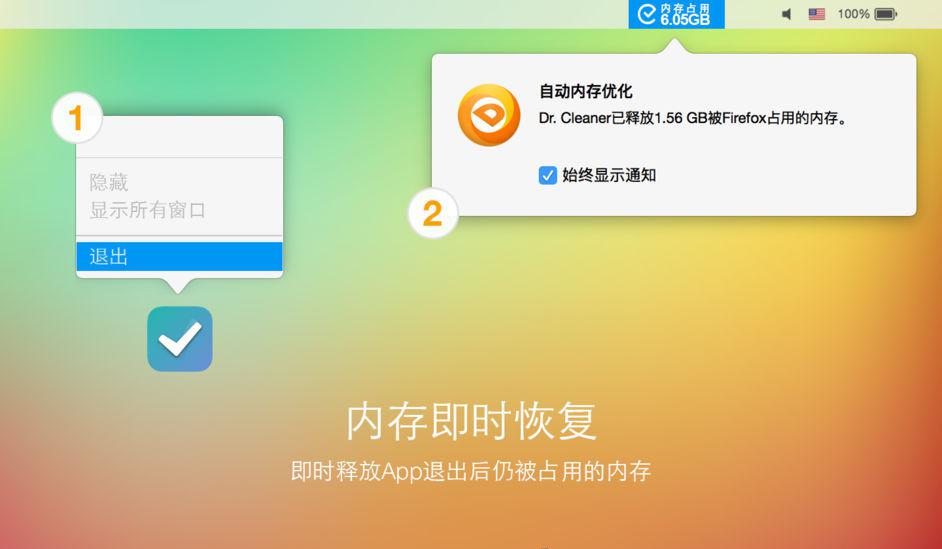 内存占用
6.05GB
100%
1
隐藏
显示所有窗口
退出
自动内存优化
Dr. Cleaner已释放1.56 GB被Firefox占用的内存。
始终显示通知
2
内存即时恢复
即时释放App退出后仍被占用的内存